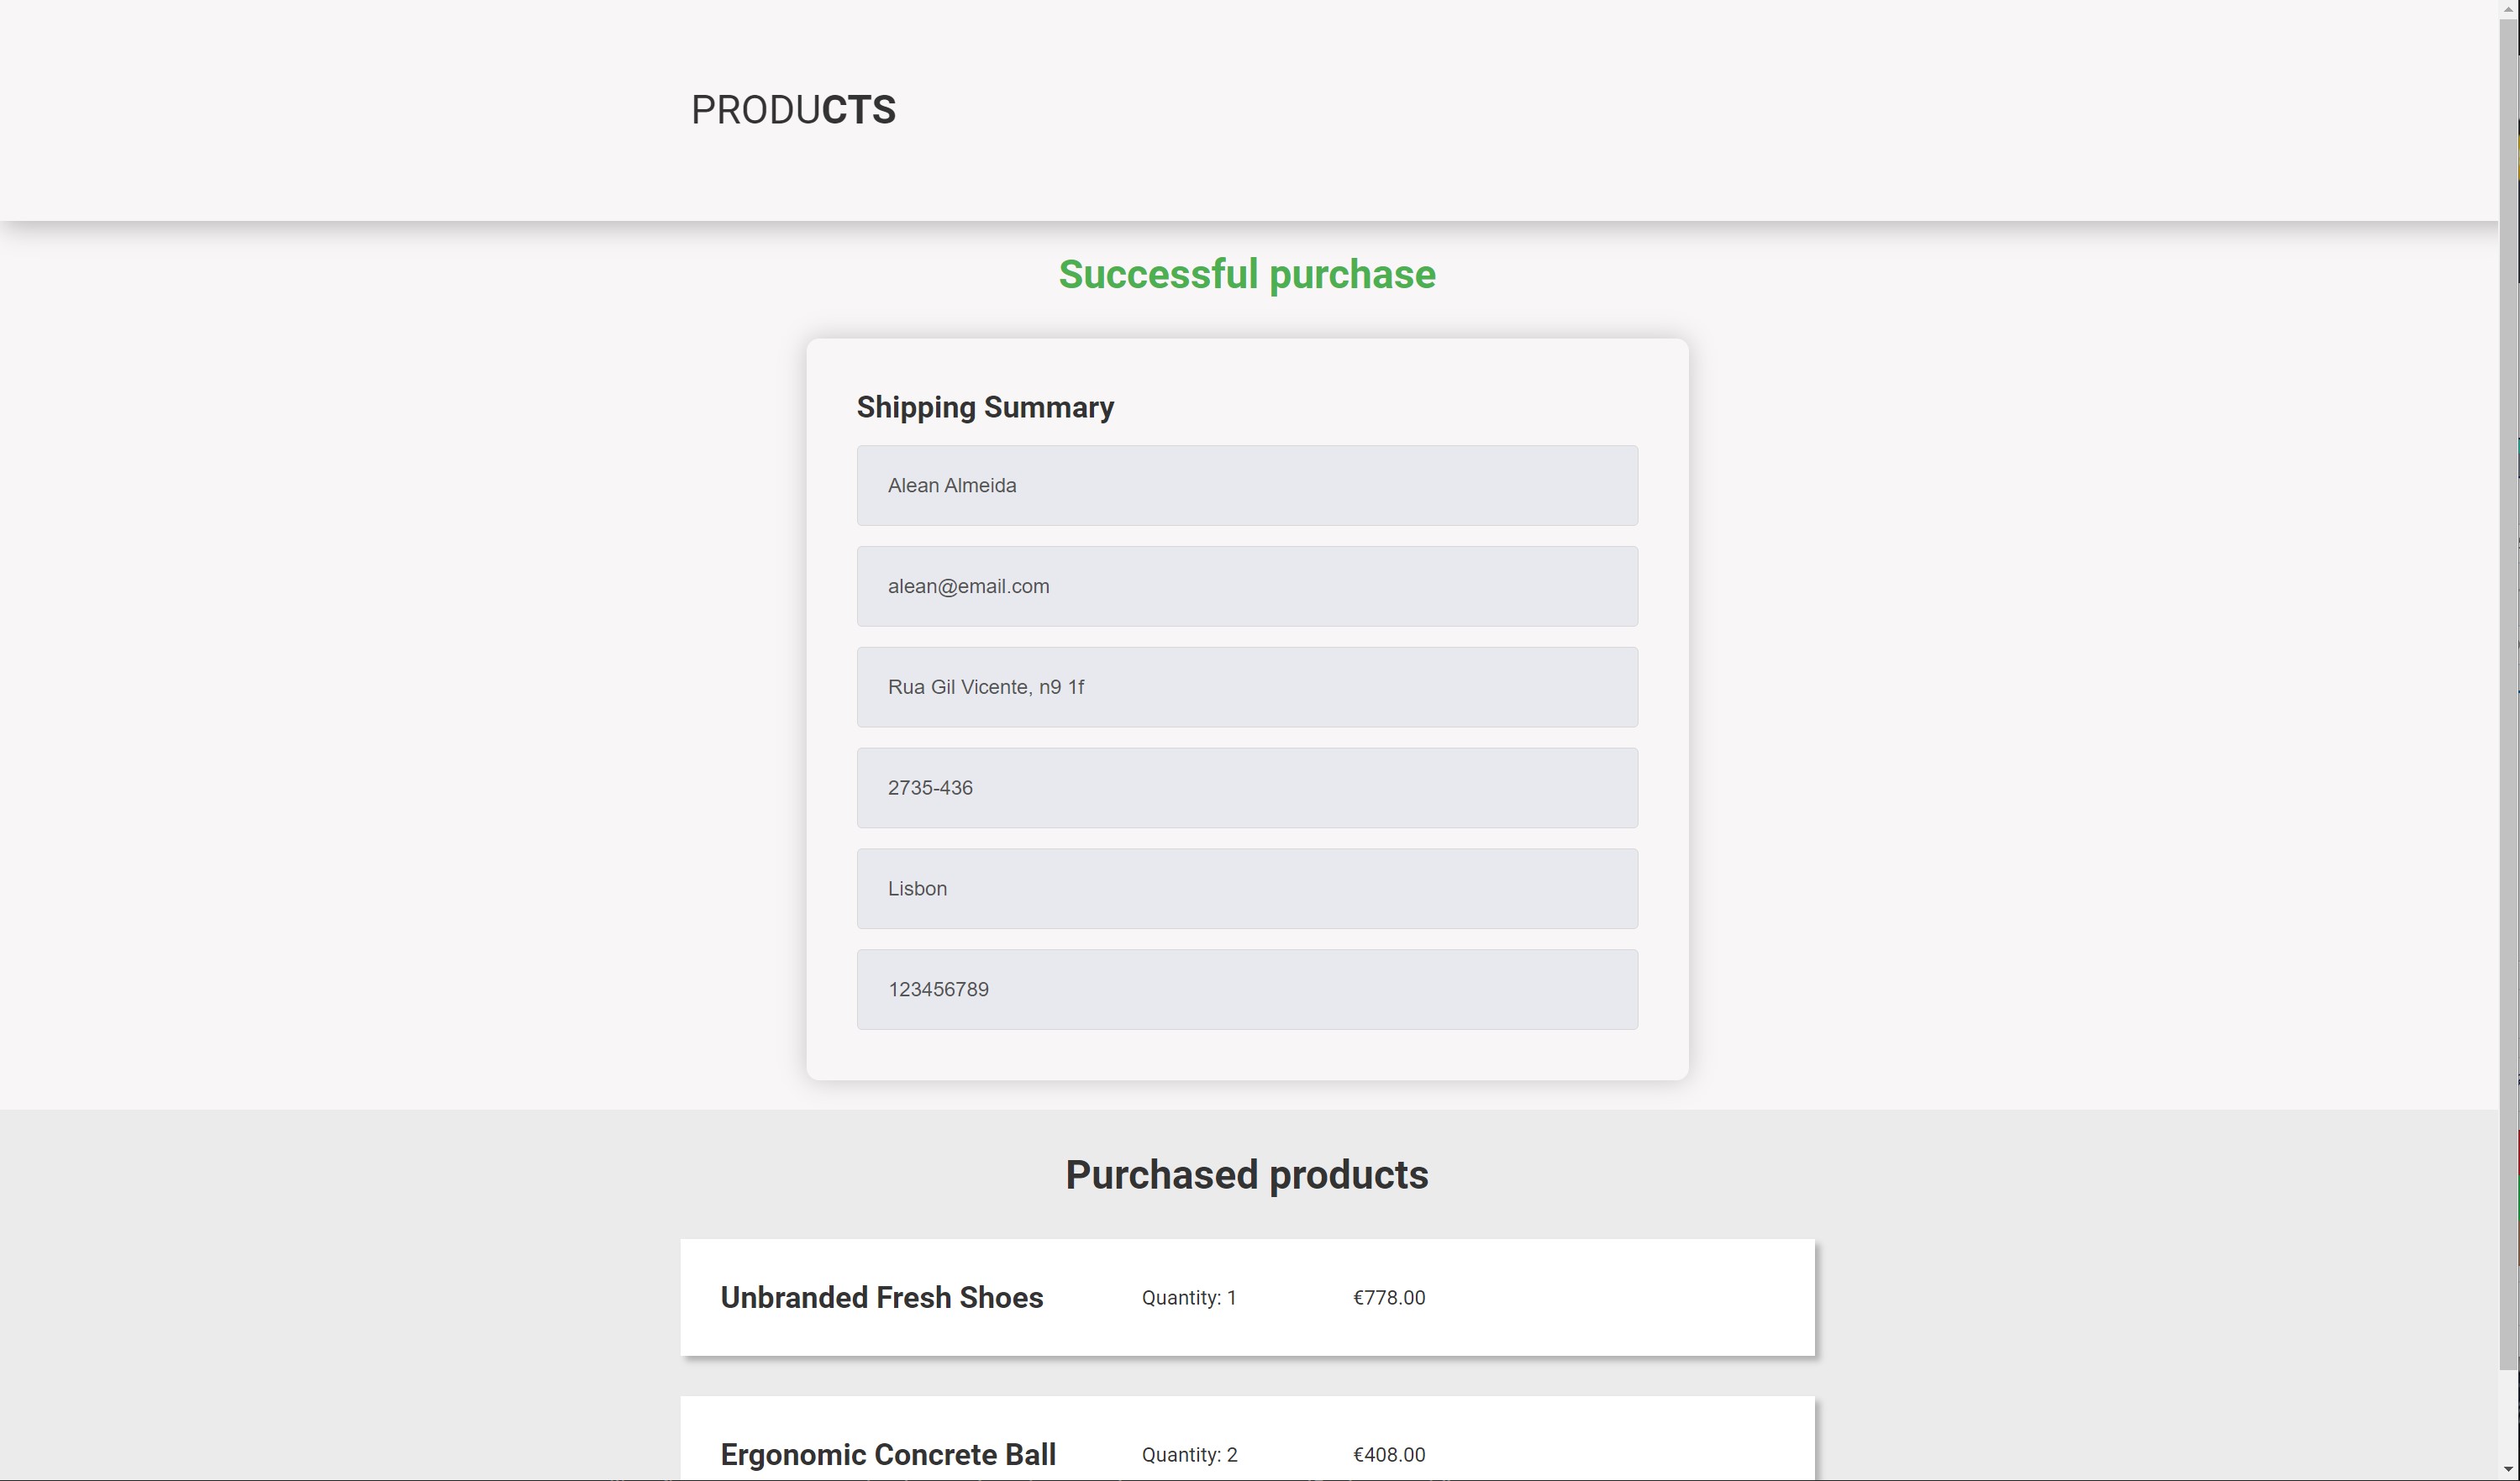 PRODUCTS
Successful purchase
Shipping Summary
Alean Almeida
alean@email.com
Rua Gil Vicente, n9 1f
2735-436
Lisbon
123456789
Purchased products
Unbranded Fresh Shoes Quantity: 1 €778.00
Ergonomic Concrete Ball Quantity: 2 €408.00